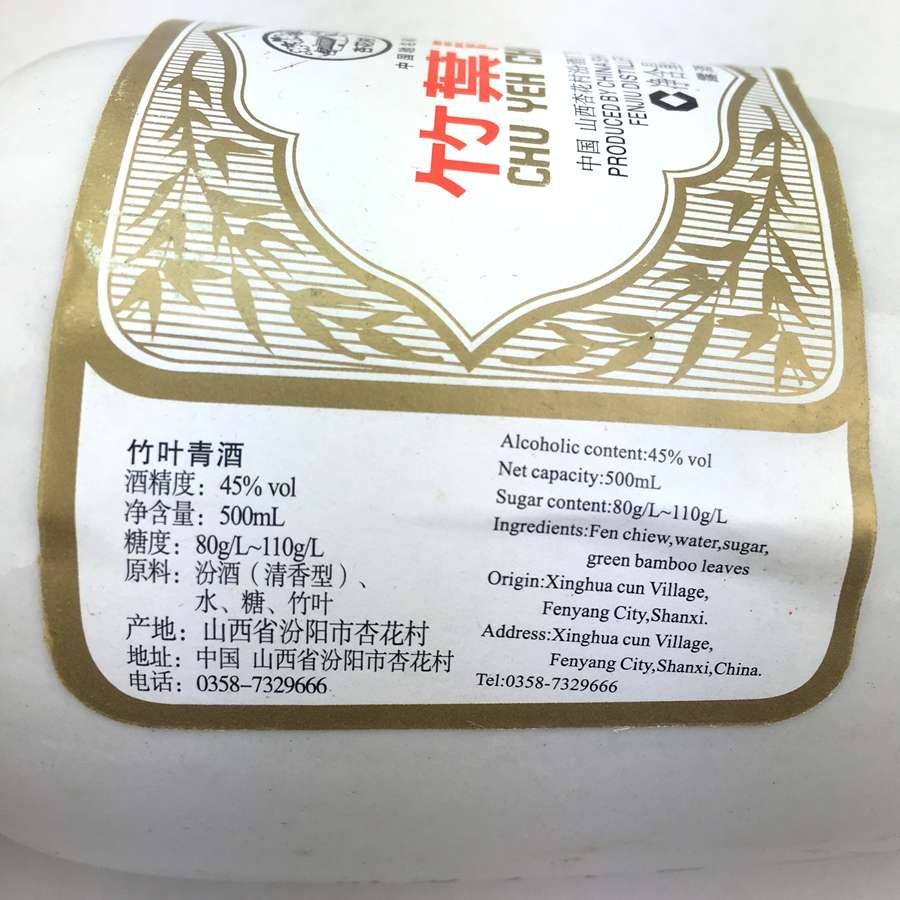 竹葉
CHU YEH
中国 山西杏花村汾酒
PRODUCED BY CHINA
FENJIU DISTILLE
竹叶青酒
酒精度：45% vol
净含量：500mL
糖度：80g/L~110g/L
原料：汾酒（清香型）、
水、糖、竹叶
产地：山西省汾阳市杏花村
地址：中国 山西省汾阳市杏花村
电话：0358-7329666
Alcoholic content:45% vol
Net capacity:500mL
Sugar content:80g/L~110g/L
Ingredients:Fen chiew,water,sugar,
green bamboo leaves
Origin:Xinghua cun Village,
Fenyang City,Shanxi.
Address:Xinghua cun Village,
Fenyang City,Shanxi,China.
Tel:0358-7329666